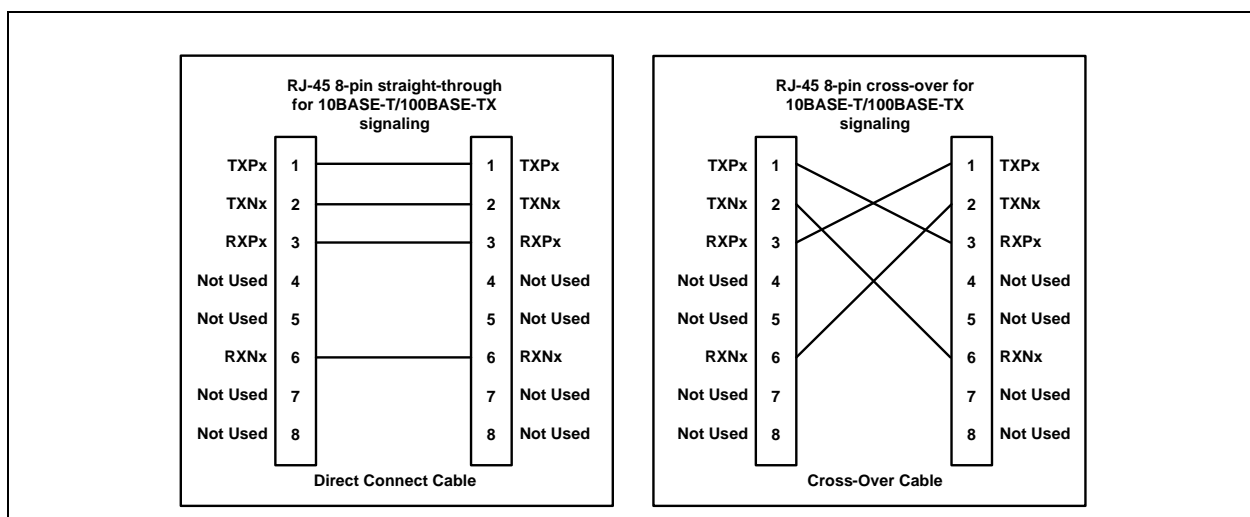 RJ-45 8-pin straight-through
for 10BASE-T/100BASE-TX
signaling
TXPx 1 1 TXPx
TXNx 2 2 TXNx
RXPx 3 3 RXPx
Not Used 4 4 Not Used
Not Used 5 5 Not Used
RXNx 6 6 RXNx
Not Used 7 7 Not Used
Not Used 8 8 Not Used
Direct Connect Cable
RJ-45 8-pin cross-over for
10BASE-T/100BASE-TX
signaling
TXPx 1 1 TXPx
TXNx 2 2 TXNx
RXPx 3 3 RXPx
Not Used 4 4 Not Used
Not Used 5 5 Not Used
RXNx 6 6 RXNx
Not Used 7 7 Not Used
Not Used 8 8 Not Used
Cross-Over Cable